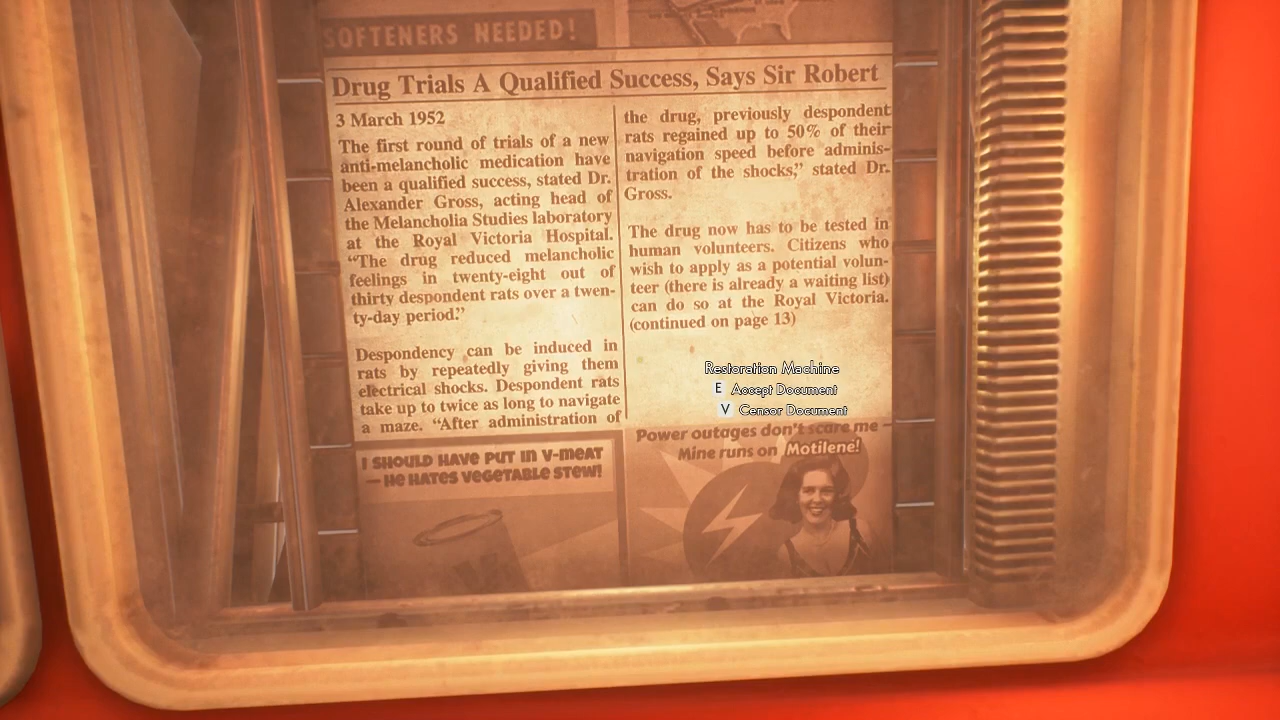 SOFTENERS NEEDED!
Drug Trials A Qualified Success, Says Sir Robert
3 March 1952
The first round of trials of a new
anti-melancholic medication have
been a qualified success, stated Dr.
Alexander Gross, acting head of
the Melancholia Studies laboratory
at the Royal Victoria Hospital.
“The drug reduced melancholic
feelings in twenty-eight out of
thirty despondent rats over a twen-
ty-day period.”
Despondency can be induced in
rats by repeatedly giving them
electrical shocks. Despondent rats
take up to twice as long to navigate
a maze. “After administration of
the drug, previously despondent
rats regained up to 50% of their
navigation speed before adminis-
tration of the shocks,” stated Dr.
Gross.
The drug now has to be tested in
human volunteers. Citizens who
wish to apply as a potential volun-
teer (there is already a waiting list)
can do so at the Royal Victoria.
(continued on page 13)
Restoration Machine
E Accept Document
V Censor Document
I SHOULD HAVE PUT IN V-MEAT
— HE HATES VEGETABLE STEW!
Power outages don't scare me –
Mine runs on Motilene!